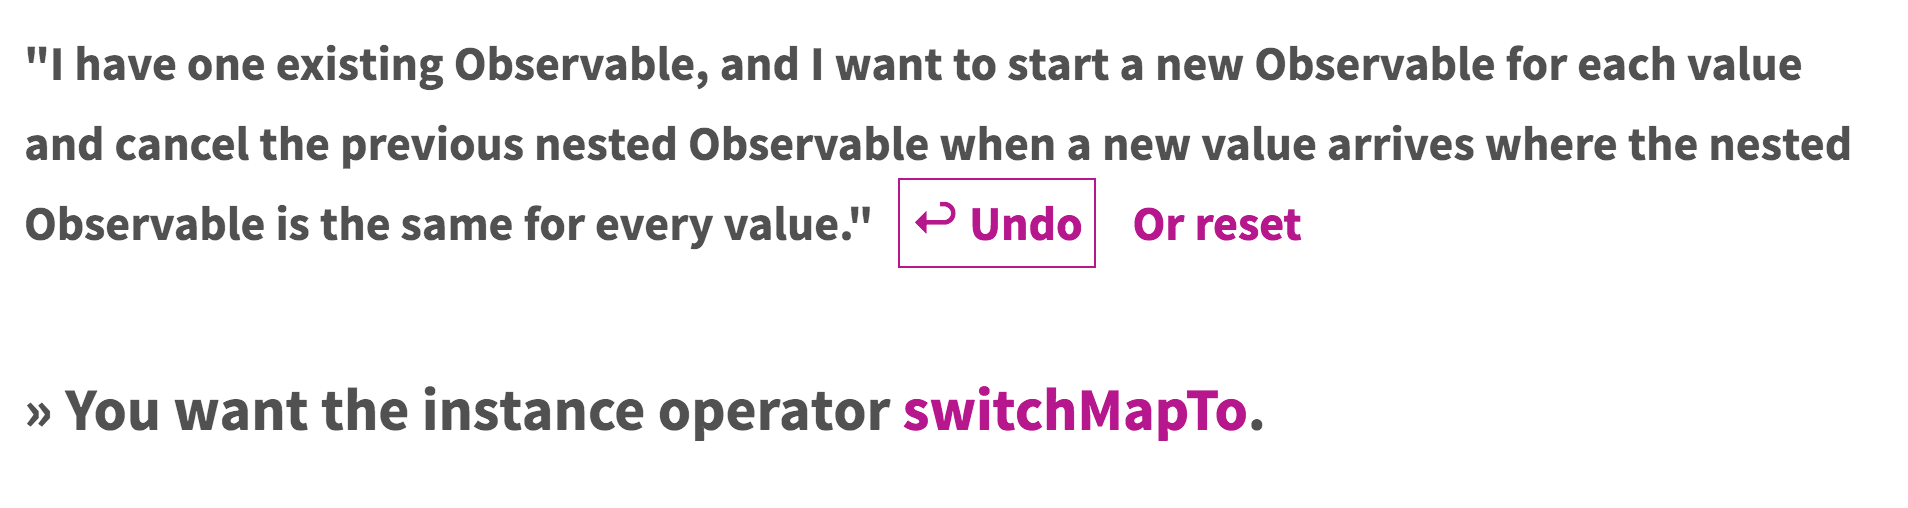 "I have one existing Observable, and I want to start a new Observable for each value
and cancel the previous nested Observable when a new value arrives where the nested
Observable is the same for every value." ↩ Undo Or reset
» You want the instance operator switchMapTo.